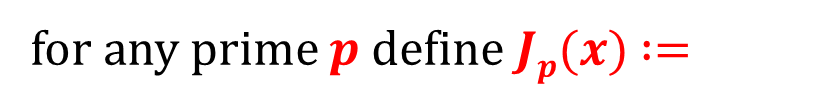 for any prime p define J_p(x) :=